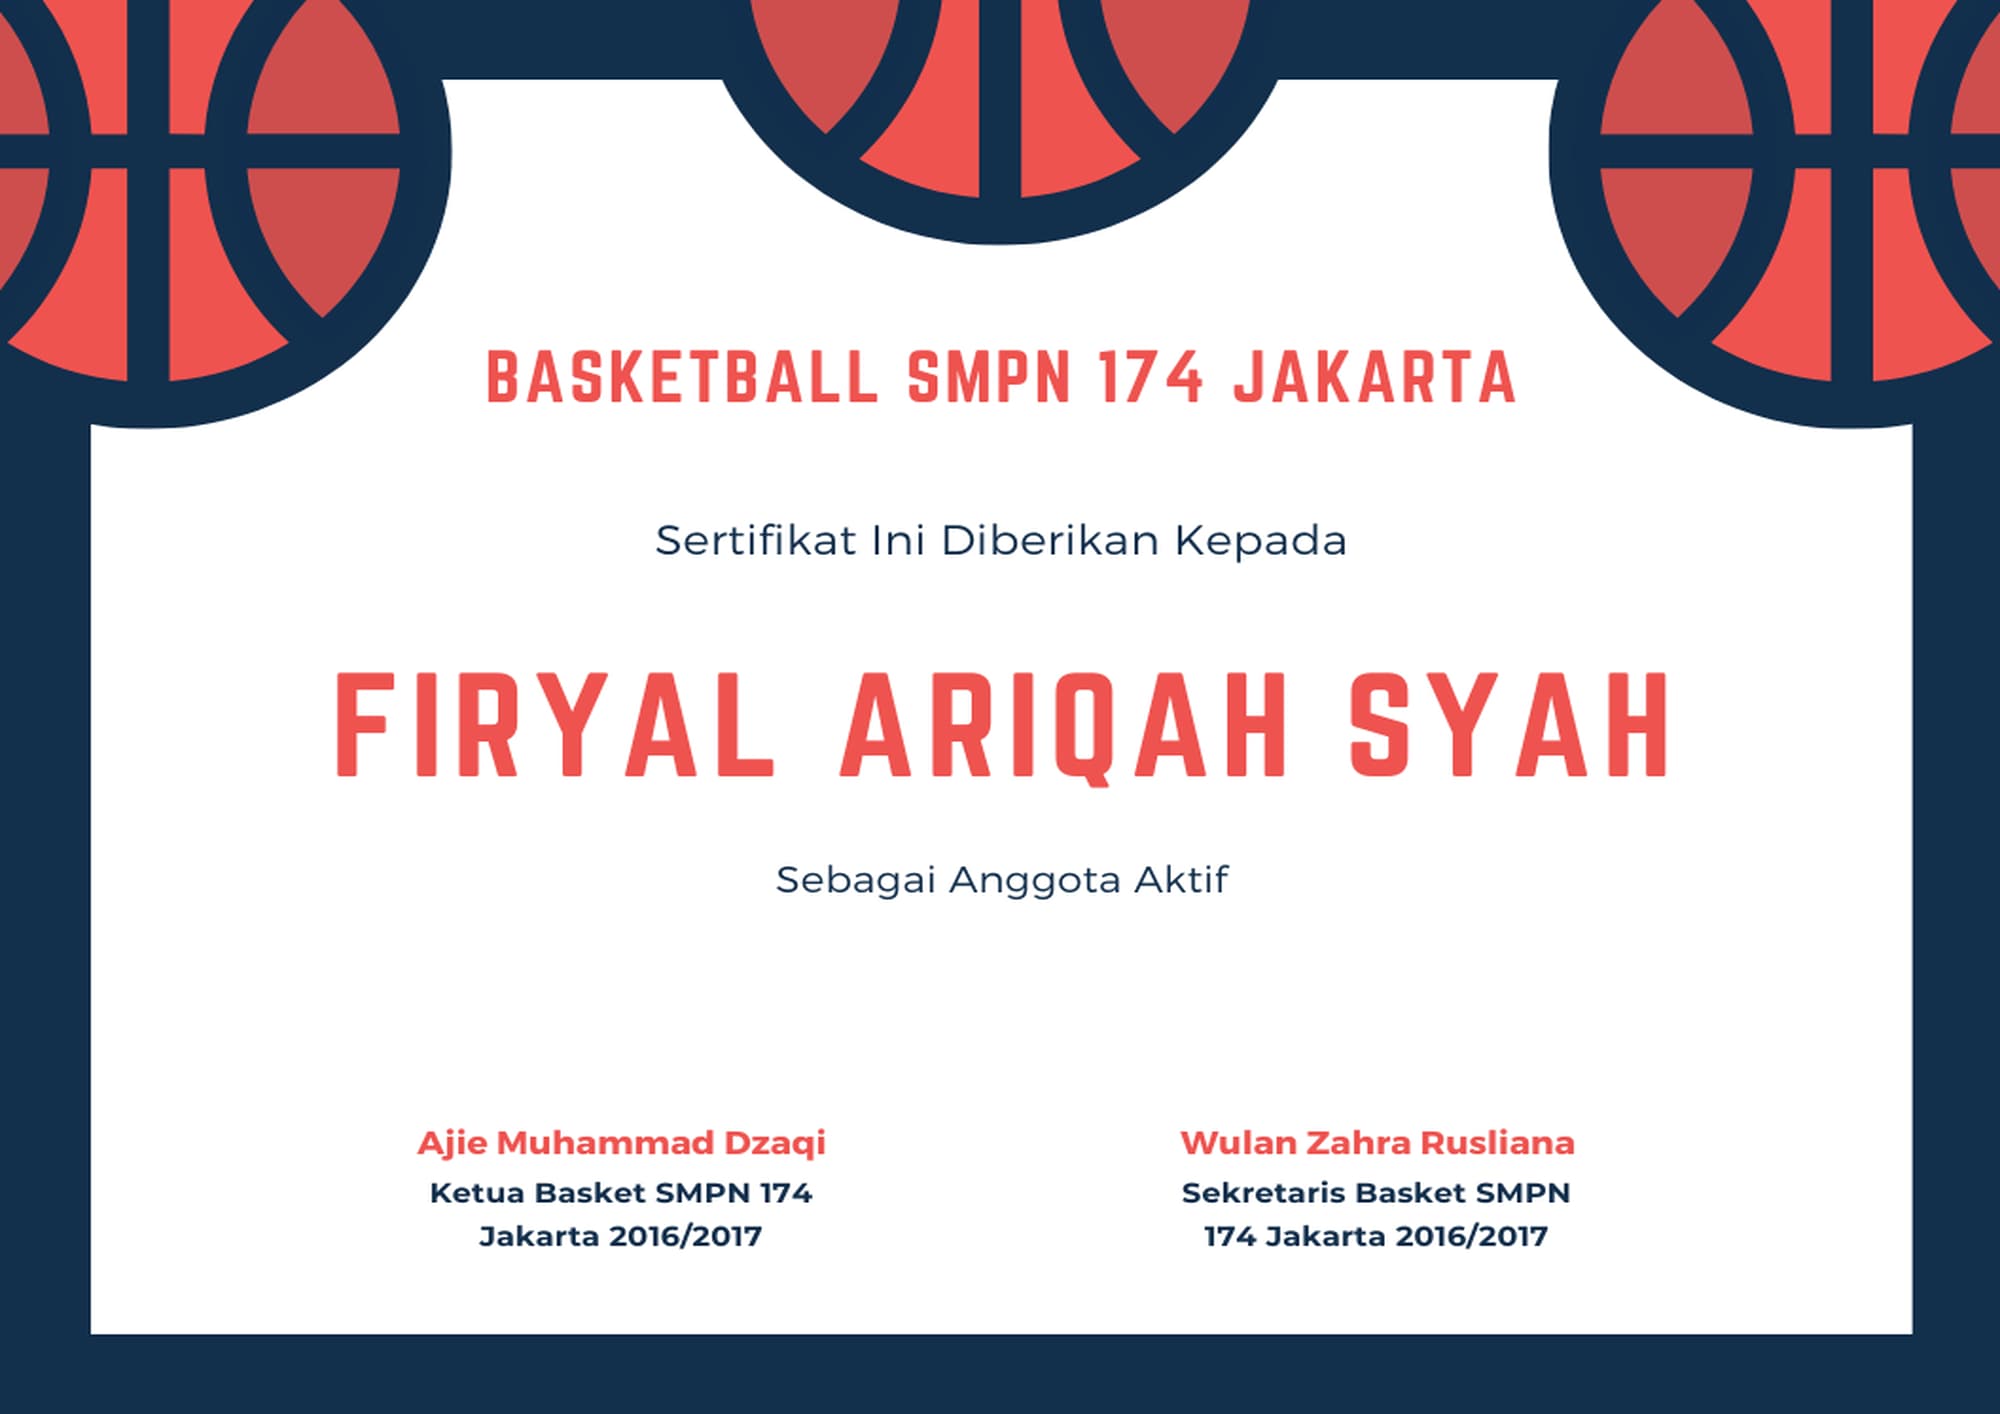 BASKETBALL SMPN 174 JAKARTA
Sertifikat Ini Diberikan Kepada
FIRYAL ARIQAH SYAH
Sebagai Anggota Aktif
Ajie Muhammad Dzaqi
Ketua Basket SMPN 174
Jakarta 2016/2017
Wulan Zahra Rusliana
Sekretaris Basket SMPN
174 Jakarta 2016/2017